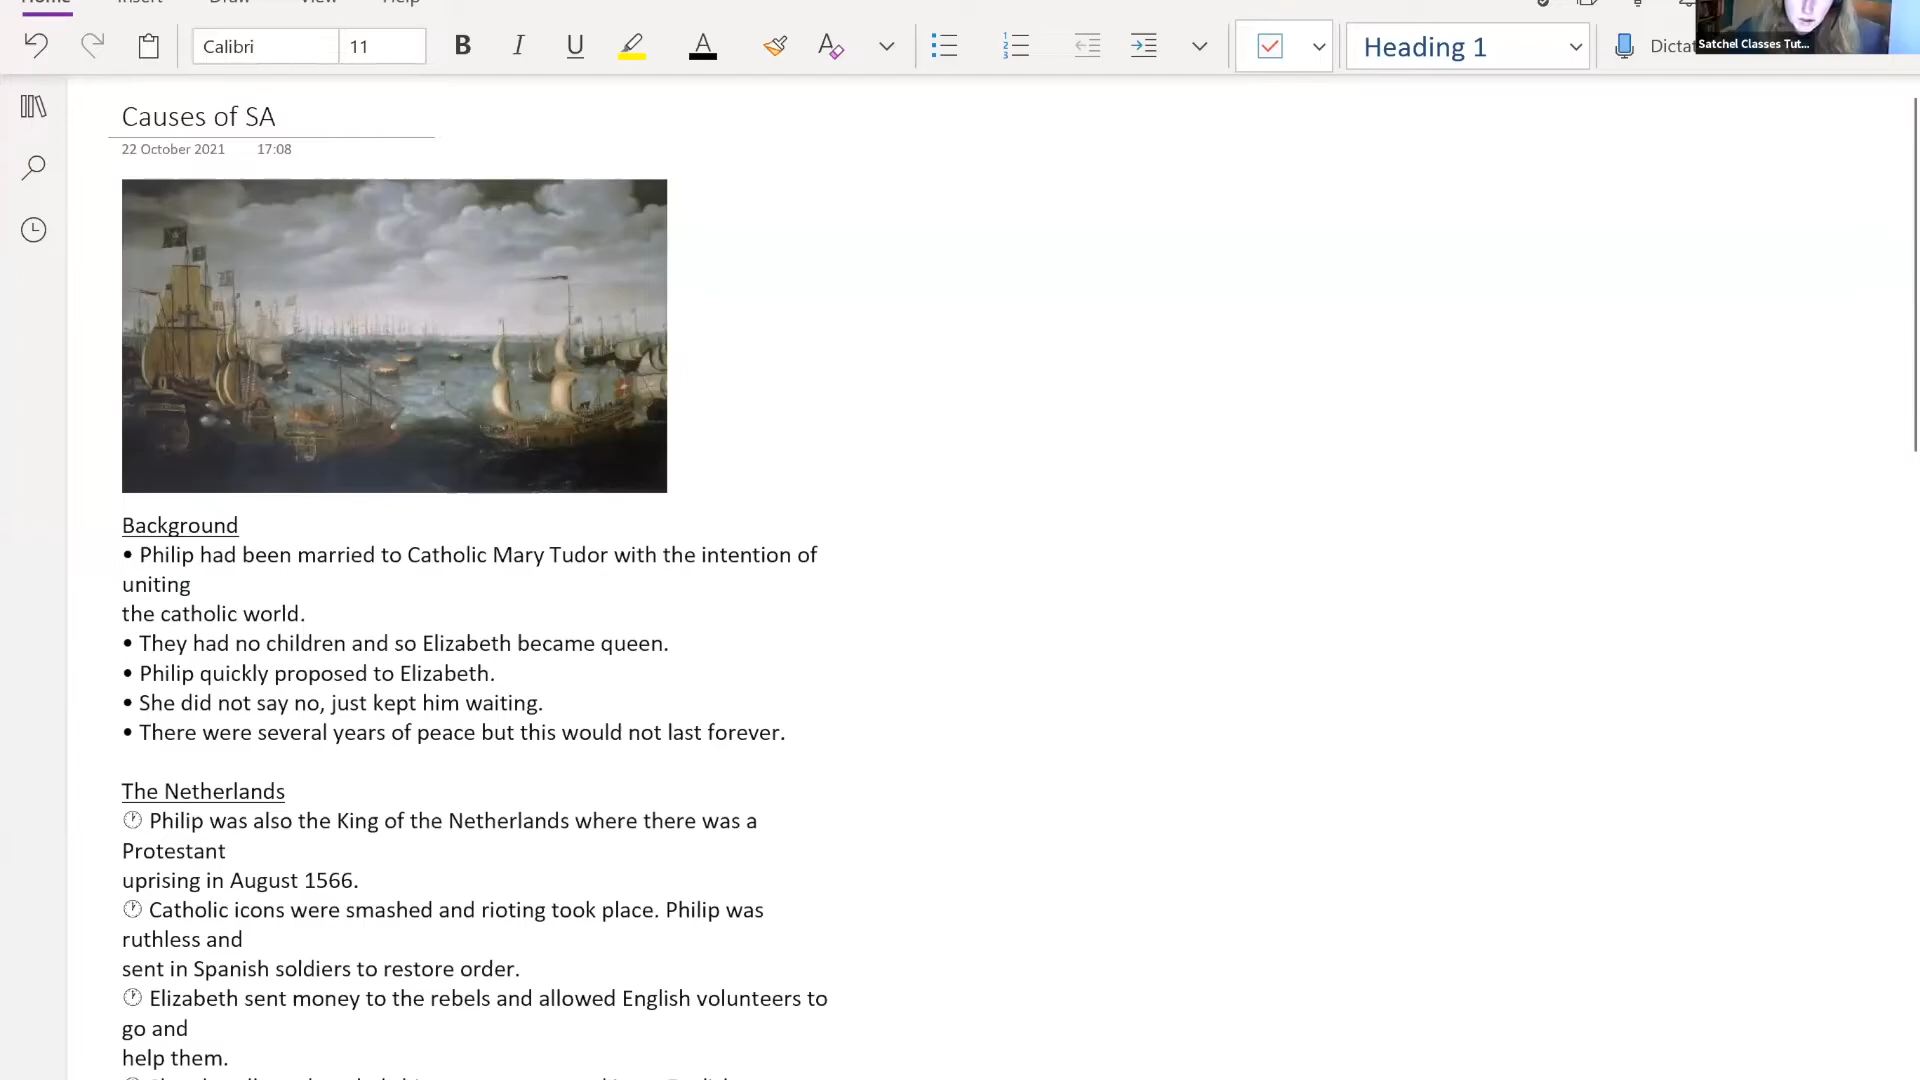 Home Insert Draw View Help
Calibri 11 B I U A A Heading 1
Satchel Classes Tut...
Causes of SA
22 October 2021 17:08
Background
• Philip had been married to Catholic Mary Tudor with the intention of
uniting
the catholic world.
• They had no children and so Elizabeth became queen.
• Philip quickly proposed to Elizabeth.
• She did not say no, just kept him waiting.
• There were several years of peace but this would not last forever.
The Netherlands
🕐 Philip was also the King of the Netherlands where there was a
Protestant
uprising in August 1566.
🕐 Catholic icons were smashed and rioting took place. Philip was
ruthless and
sent in Spanish soldiers to restore order.
🕐 Elizabeth sent money to the rebels and allowed English volunteers to
go and
help them.